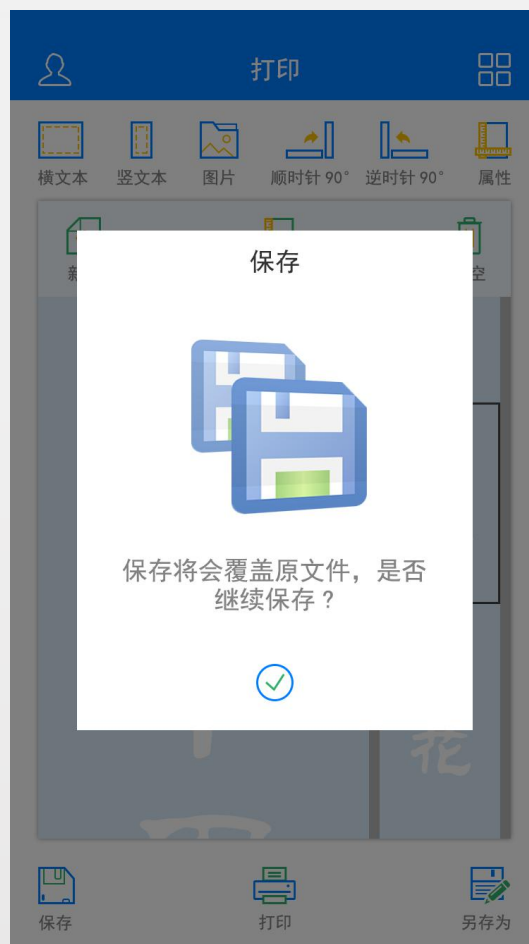 打印
横文本 竖文本 图片 顺时针 90° 逆时针 90° 属性
空
保存
保存将会覆盖原文件，是否
继续保存？
花
保存 打印 另存为